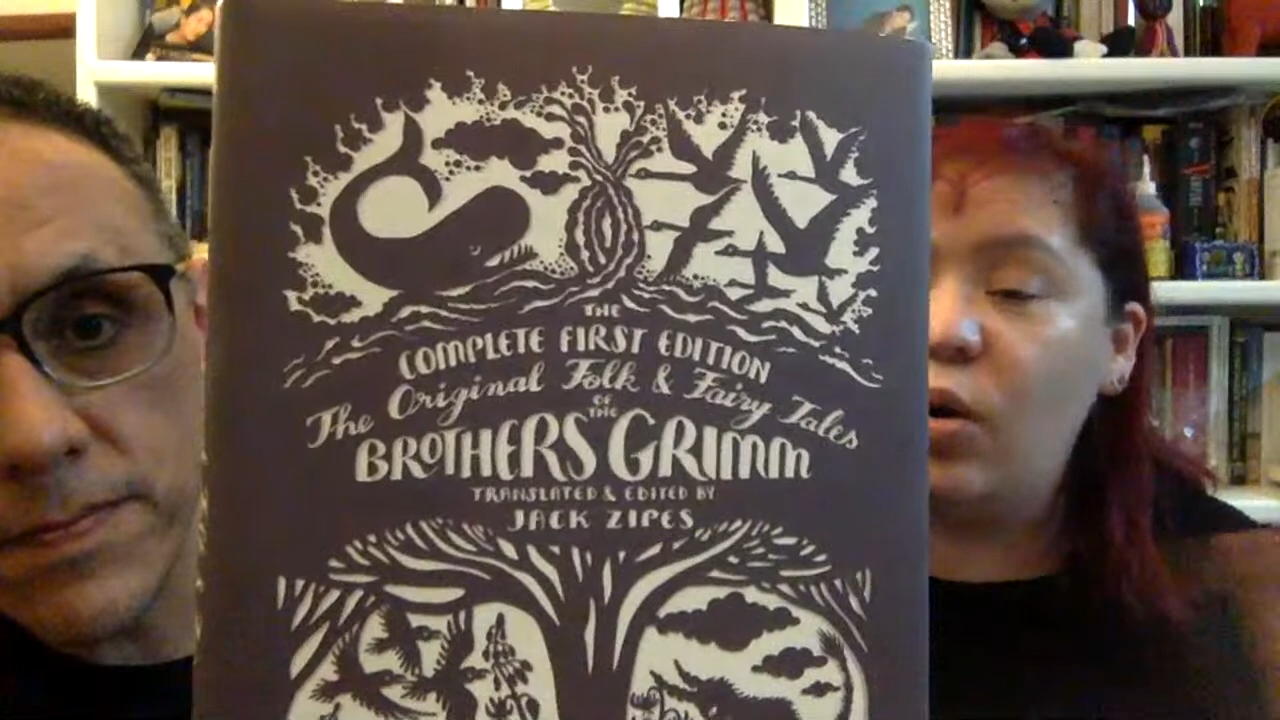 THE
COMPLETE FIRST EDITION
The Original Folk & Fairy Tales
OF THE
BROTHERS GRIMM
TRANSLATED & EDITED BY
JACK ZIPES